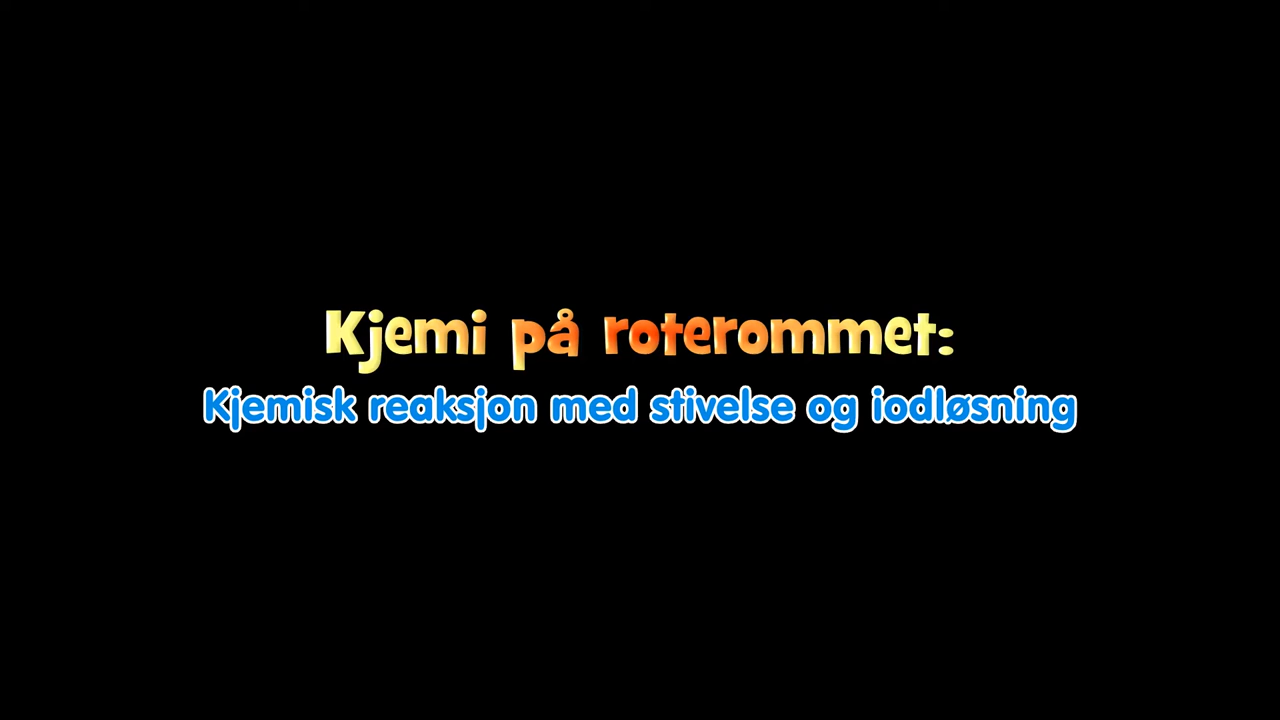 Kjemi på roterommet:
Kjemisk reaksjon med stivelse og iodløsning